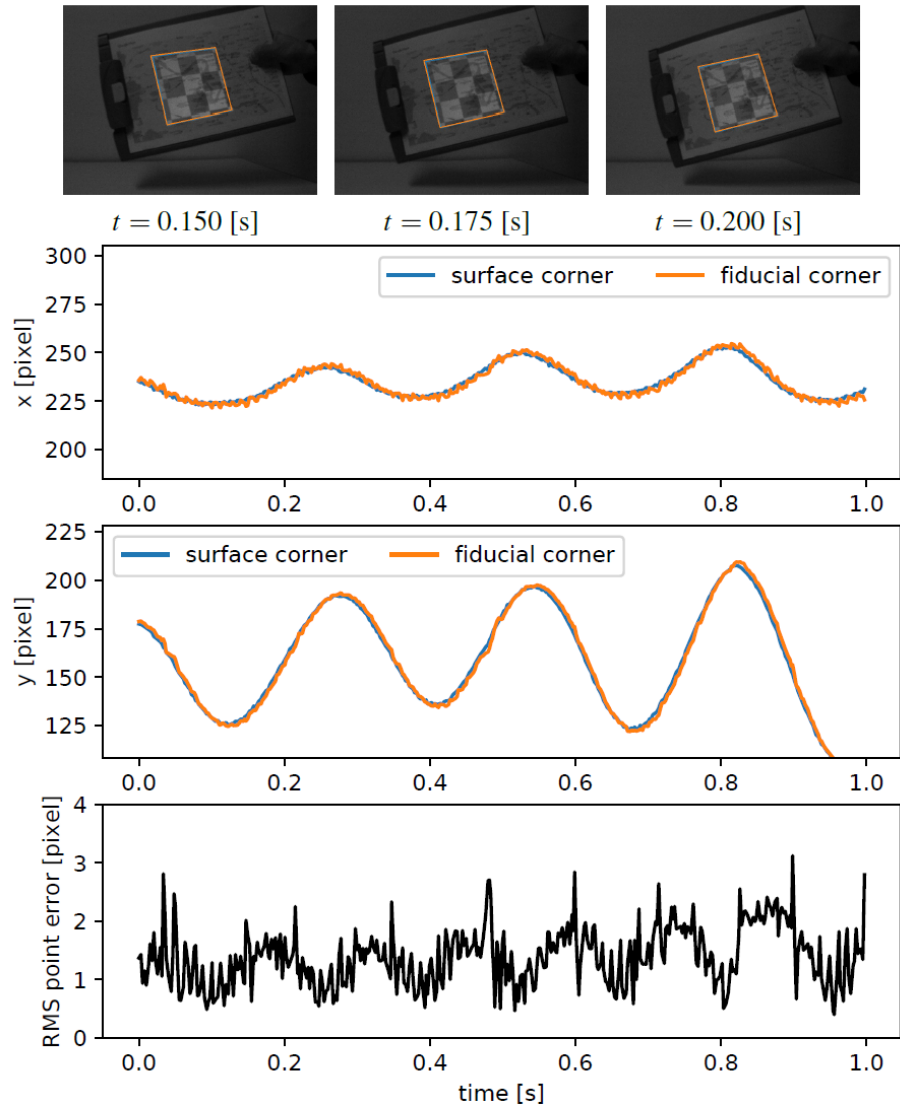 t = 0.150 [s] t = 0.175 [s] t = 0.200 [s]
300
275
250
225
200
x [pixel]
surface corner fiducial corner
0.0 0.2 0.4 0.6 0.8 1.0
225
200
175
150
125
y [pixel]
surface corner fiducial corner
0.0 0.2 0.4 0.6 0.8 1.0
4
3
2
1
0
RMS point error [pixel]
0.0 0.2 0.4 0.6 0.8 1.0
time [s]